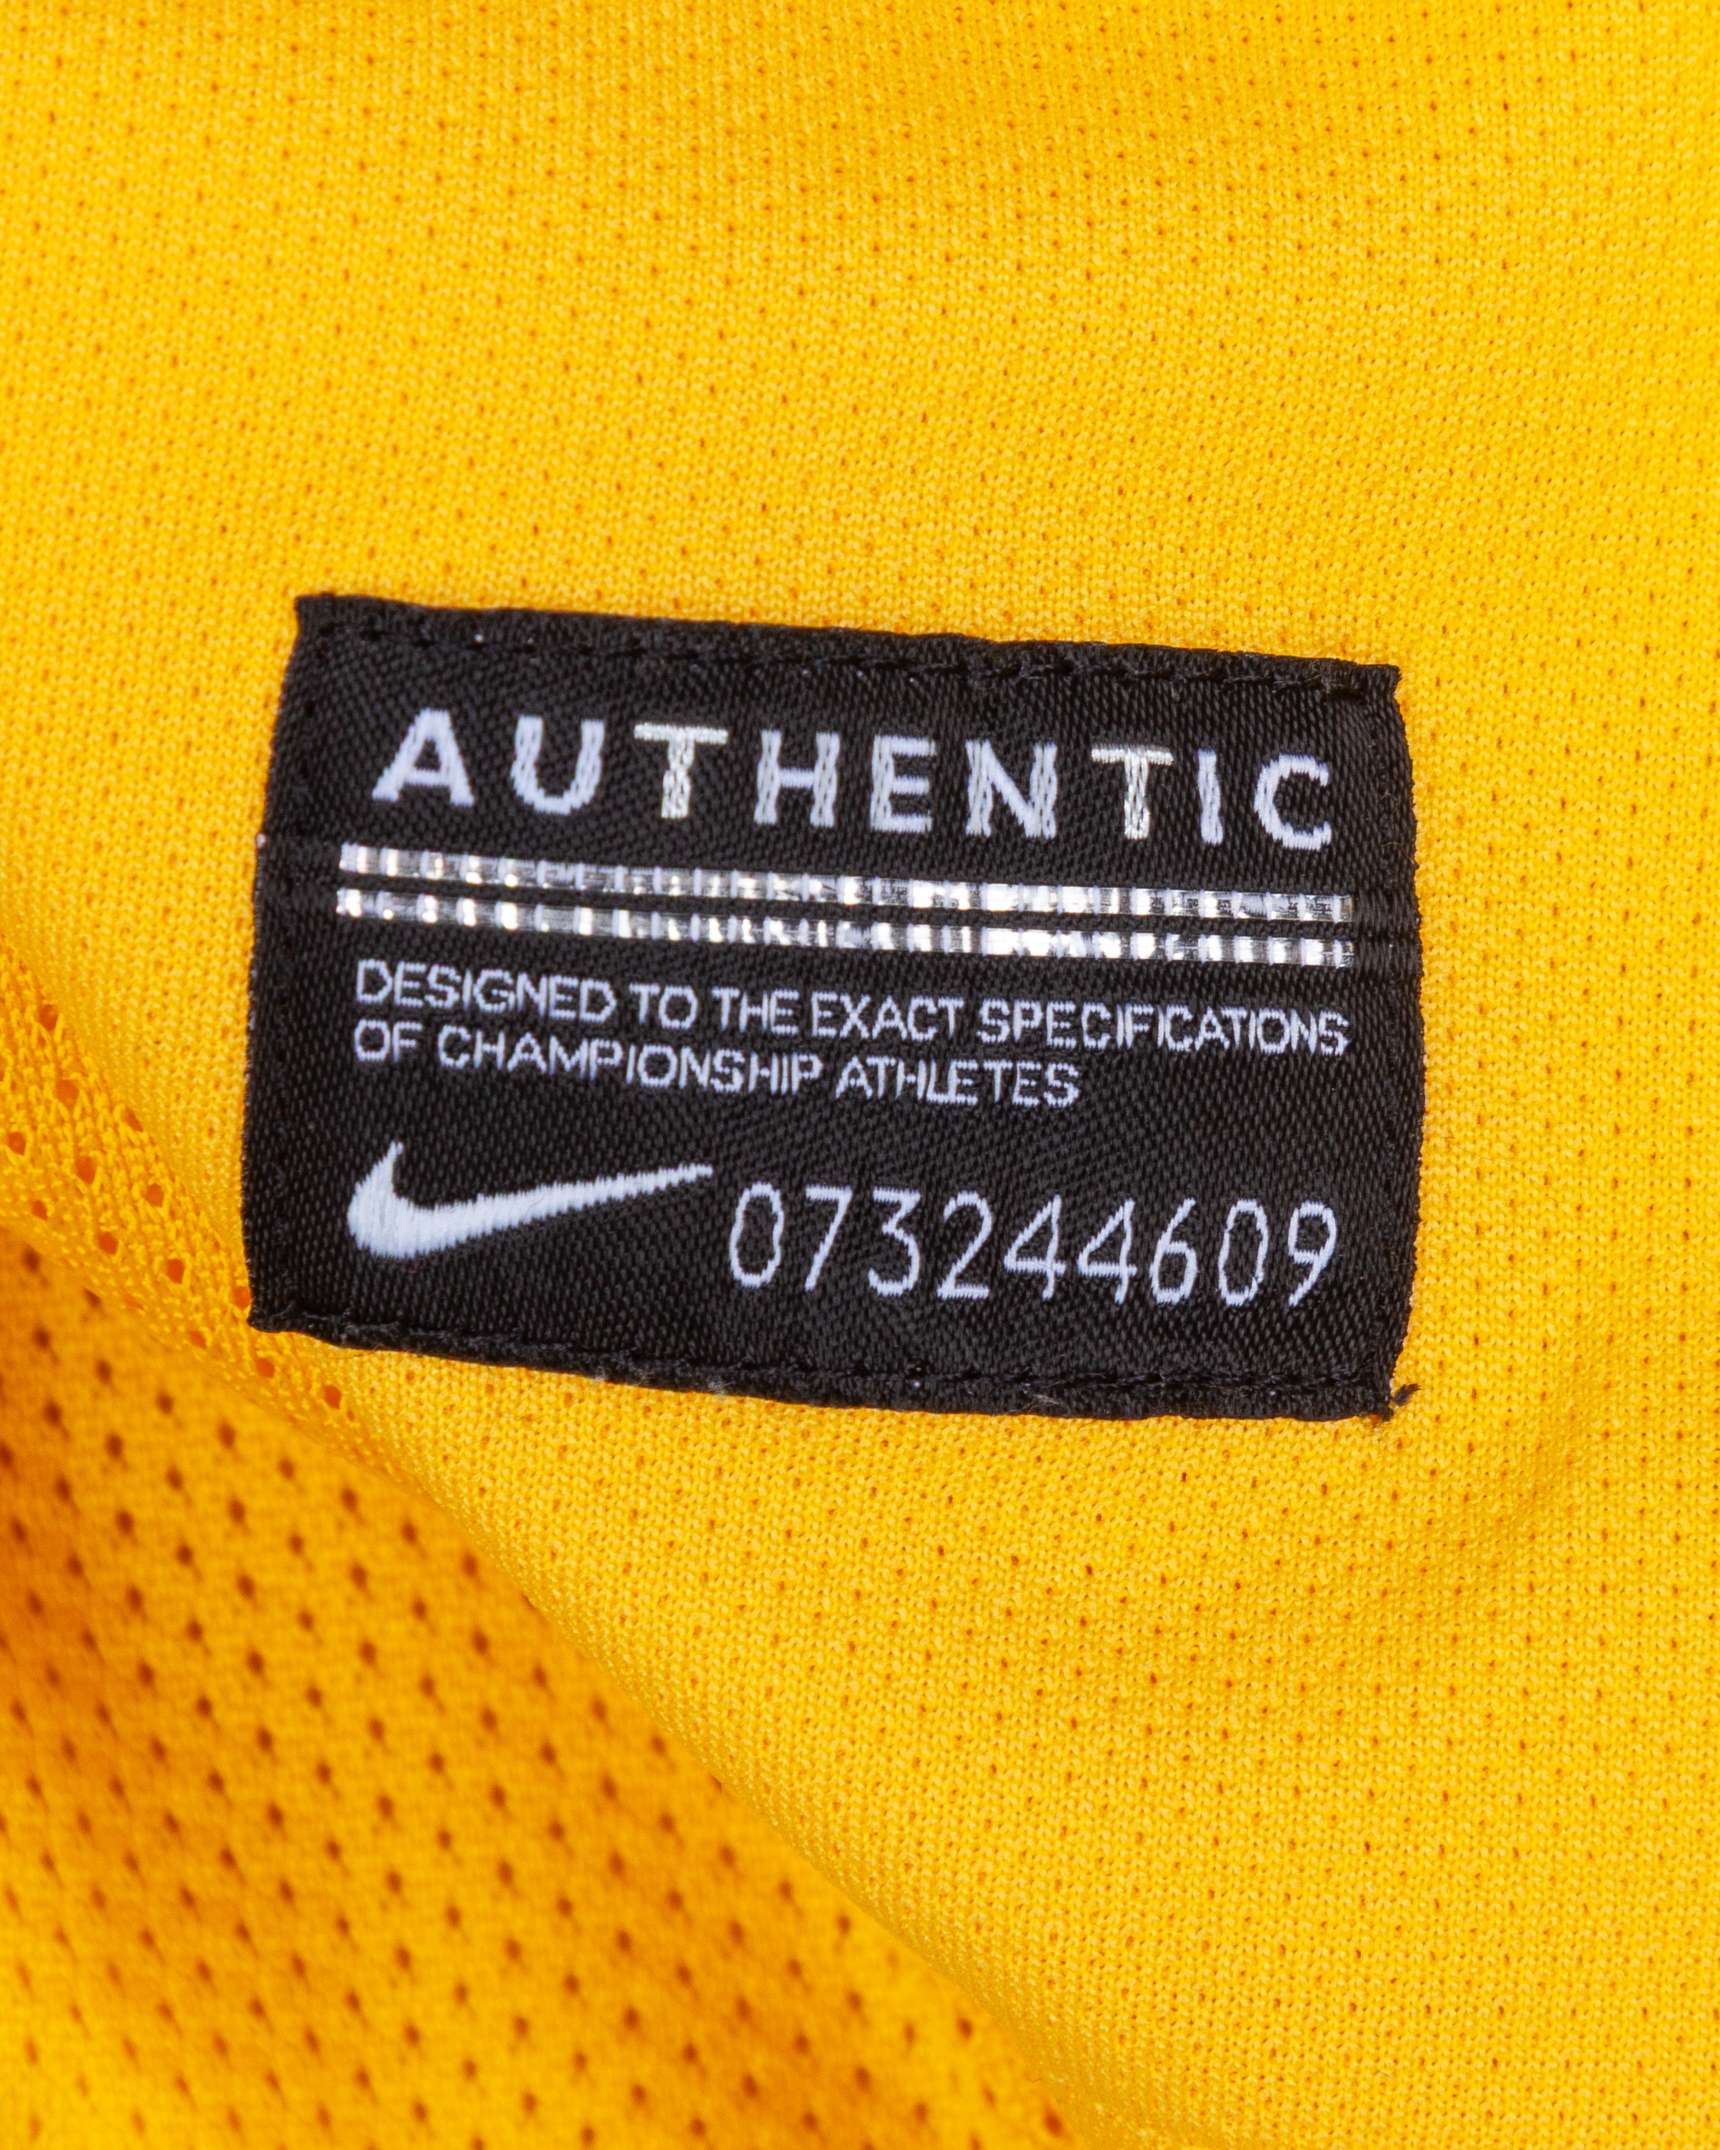 AUTHENTIC
DESIGNED TO THE EXACT SPECIFICATIONS
OF CHAMPIONSHIP ATHLETES
073244609